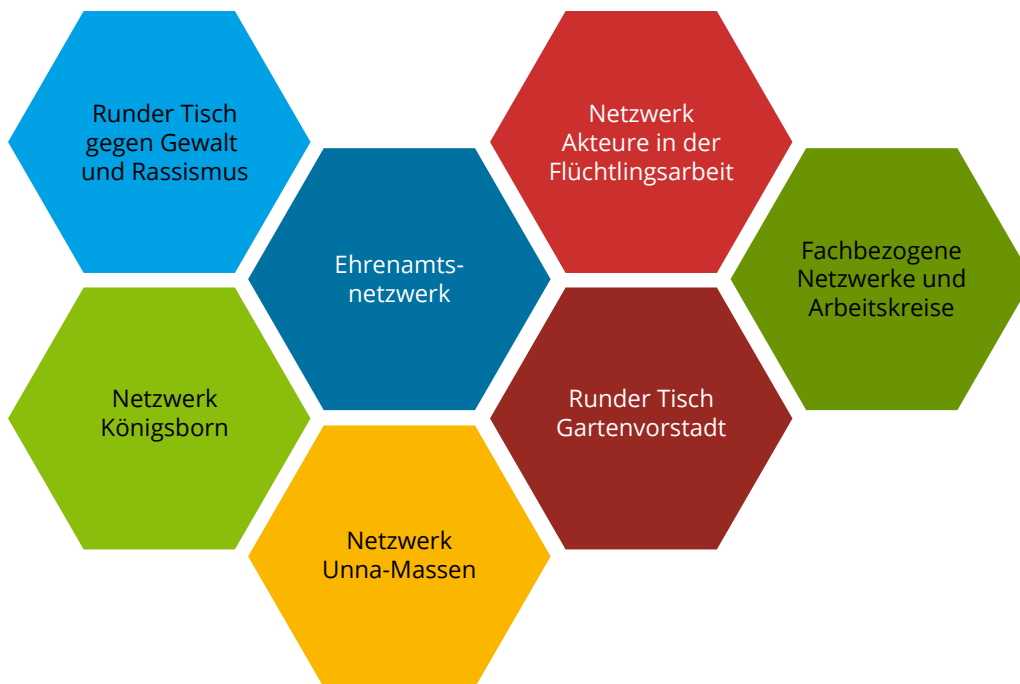 Runder Tisch
gegen Gewalt
und Rassismus
Netzwerk
Akteure in der
Flüchtlingsarbeit
Ehrenamts-
netzwerk
Fachbezogene
Netzwerke und
Arbeitskreise
Netzwerk
Königsborn
Runder Tisch
Gartenvorstadt
Netzwerk
Unna-Massen